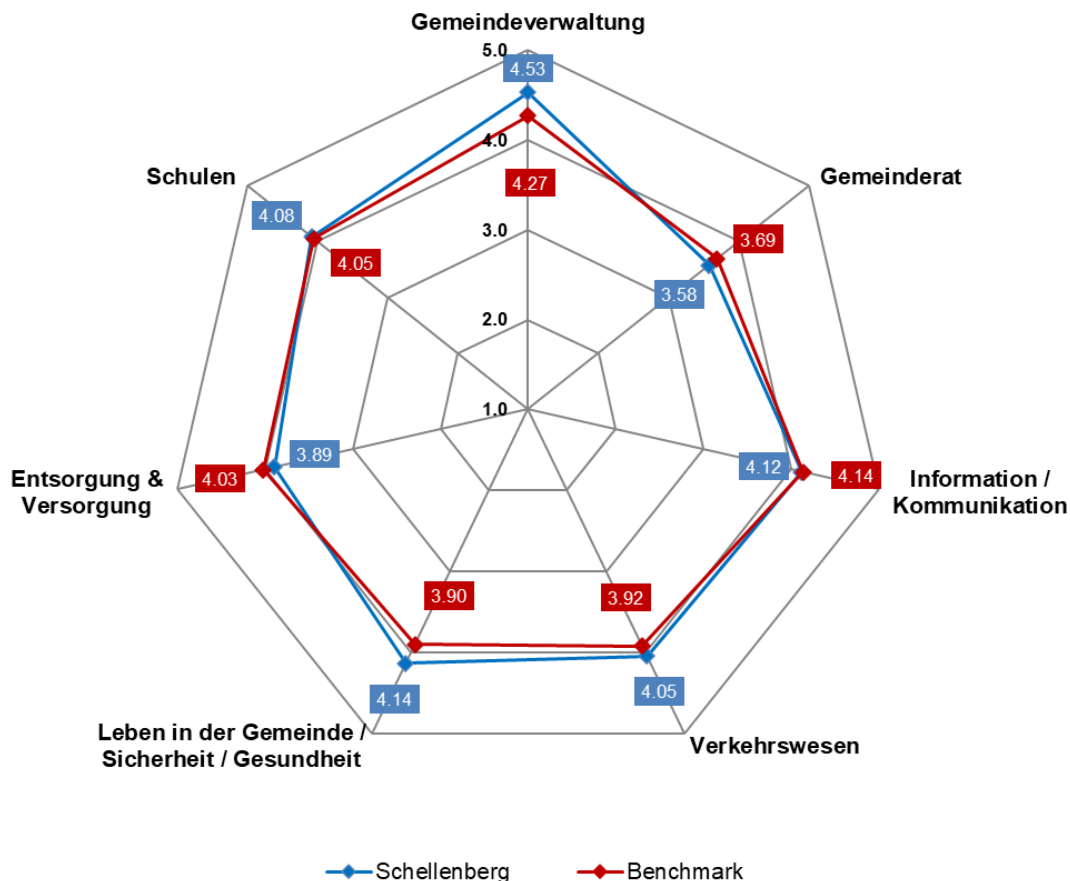 Gemeindeverwaltung
5.0
4.53
4.0
4.27
Schulen
Gemeinderat
4.08
4.05
3.69
3.0
3.58
2.0
1.0
Entsorgung &
Versorgung
4.03
3.89
4.12
4.14
Information /
Kommunikation
3.90
3.92
4.14
4.05
Leben in der Gemeinde /
Sicherheit / Gesundheit
Verkehrswesen
Schellenberg
Benchmark